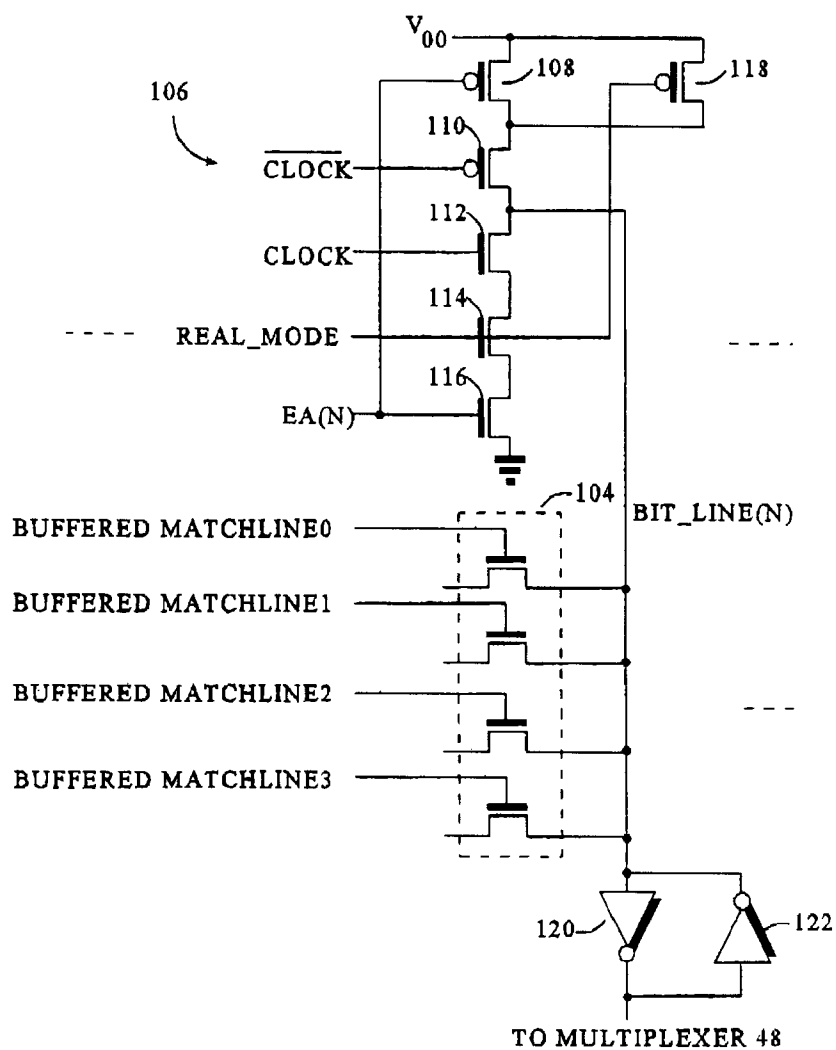 V00
108
118
106
110
CLOCK
112
CLOCK
114
REAL_MODE
116
EA(N)
104
BIT_LINE(N)
BUFFERED MATCHLINE0
BUFFERED MATCHLINE1
BUFFERED MATCHLINE2
BUFFERED MATCHLINE3
120
122
TO MULTIPLEXER 48